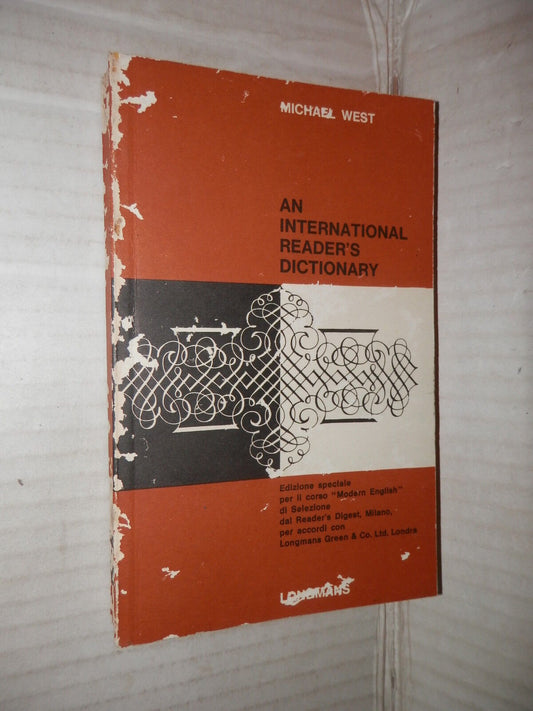 MICHAEL WEST
AN
INTERNATIONAL
READER'S
DICTIONARY
Edizione speciale
per il corso "Modern English"
di Selezione
dal Reader's Digest, Milano,
per accordi con
Longmans Green & Co. Ltd. Londra
LONGMANS